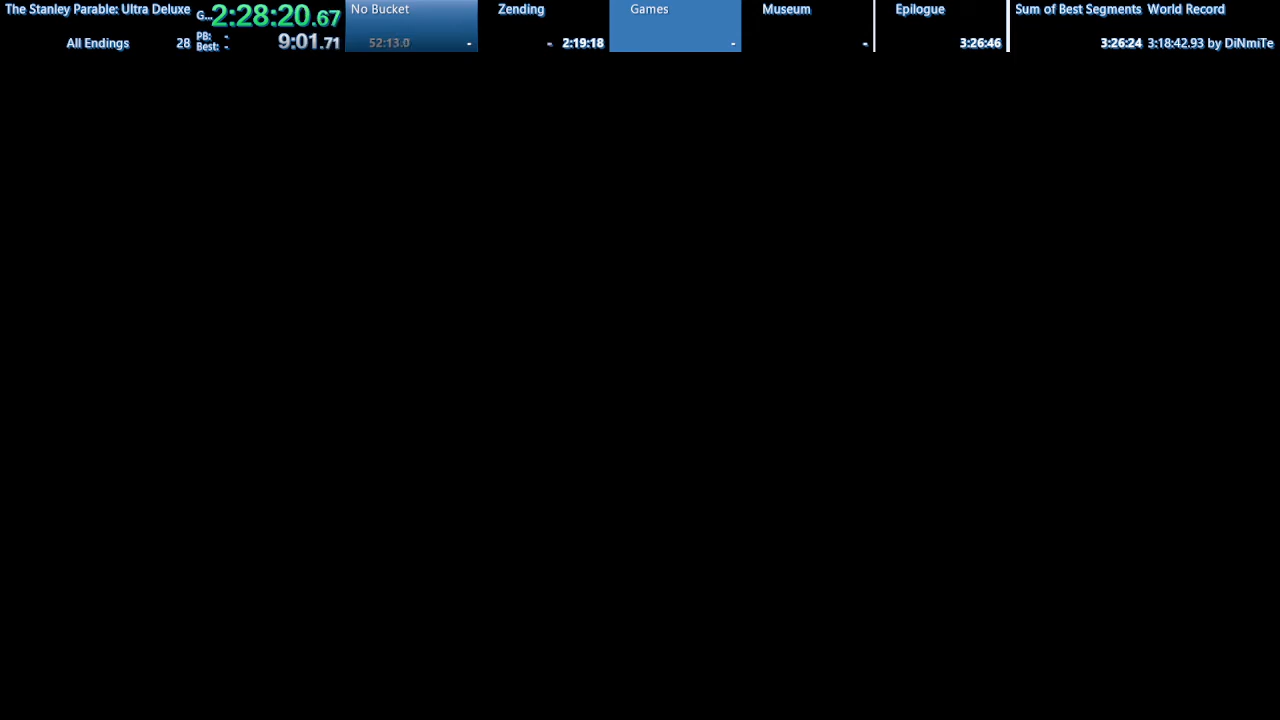 The Stanley Parable: Ultra Deluxe
All Endings 28
G... 2:28:20.67
PB: -
Best: -
9:01.71
No Bucket
52:13.0 -
Zending
- 2:19:18
Games
-
Museum
-
Epilogue
3:26:46
Sum of Best Segments
3:26:24
World Record
3:18:42.93 by DiNmiTe